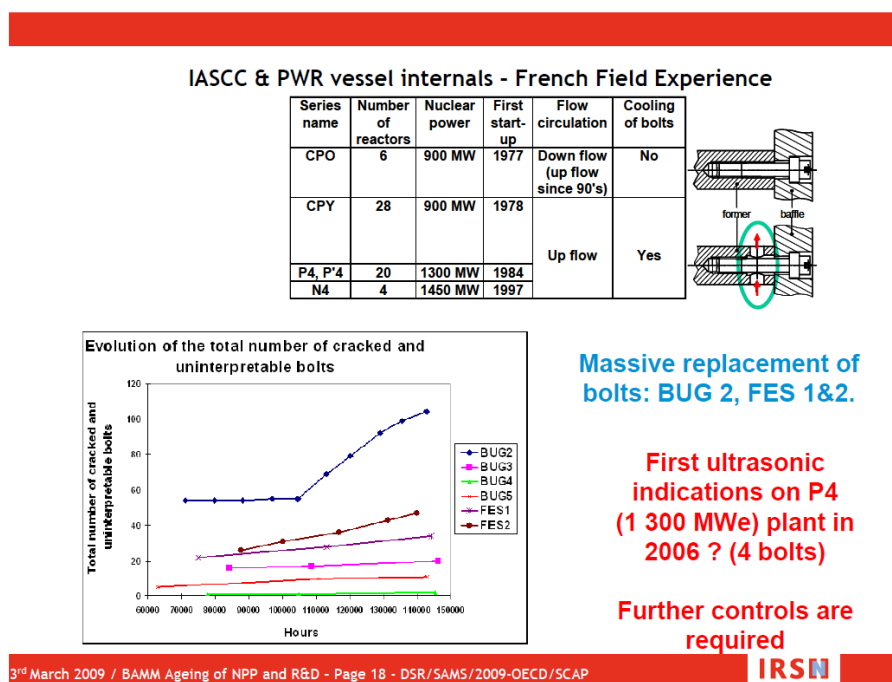 IASCC & PWR vessel internals - French Field Experience
Series name Number of reactors Nuclear power First start-up Flow circulation Cooling of bolts
CPO 6 900 MW 1977 Down flow (up flow since 90's) No
CPY 28 900 MW 1978
Up flow Yes
P4, P'4 20 1300 MW 1984
N4 4 1450 MW 1997
former baffle
Evolution of the total number of cracked and
uninterpretable bolts
Total number of cracked and
uninterpretable bolts
120
100
80
60
40
20
0
60000 70000 80000 90000 100000 110000 120000 130000 140000 150000
Hours
BUG2
BUG3
BUG4
BUG5
FES1
FES2
Massive replacement of
bolts: BUG 2, FES 1&2.
First ultrasonic
indications on P4
(1 300 MWe) plant in
2006 ? (4 bolts)
Further controls are
required
3rd March 2009 / BAMM Ageing of NPP and R&D - Page 18 - DSR/SAMS/2009-OECD/SCAP
IRSN